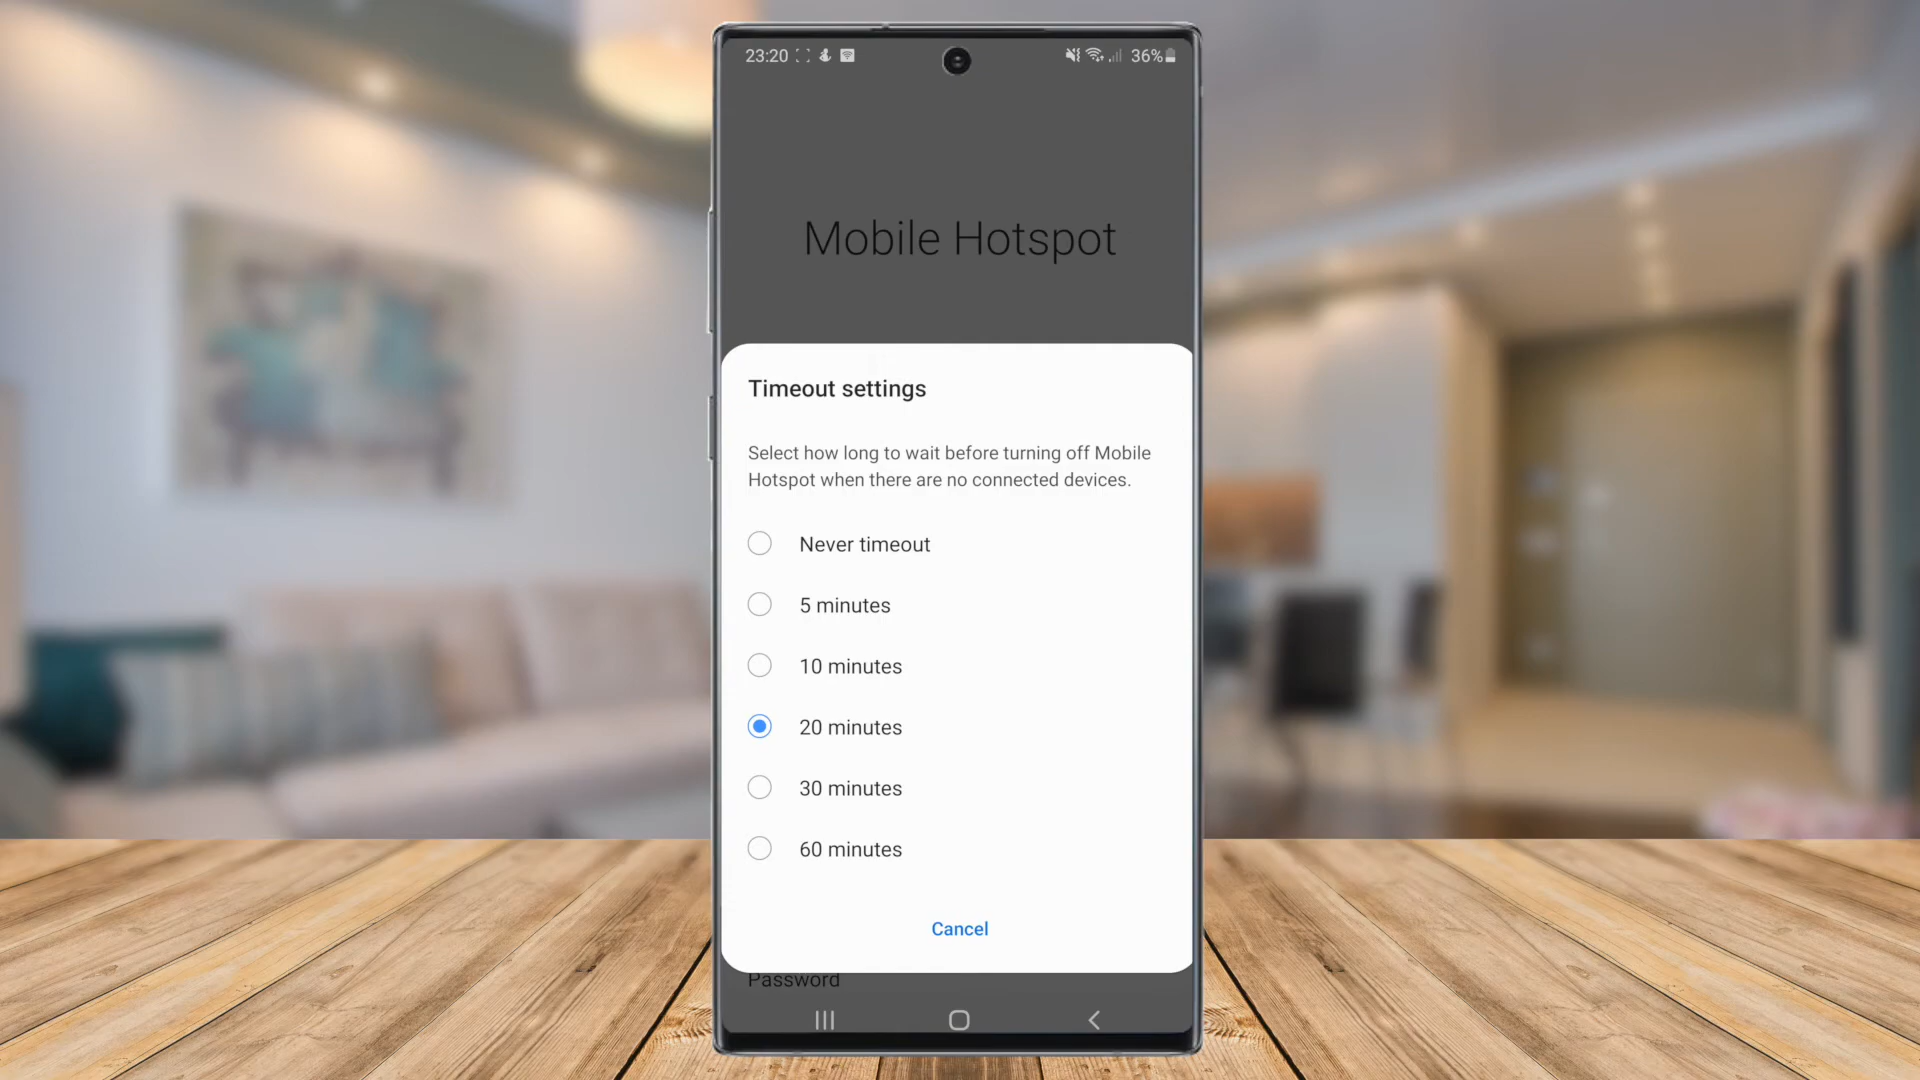 23:20
36%
Mobile Hotspot
Timeout settings
Select how long to wait before turning off Mobile
Hotspot when there are no connected devices.
Never timeout
5 minutes
10 minutes
20 minutes
30 minutes
60 minutes
Cancel
Password